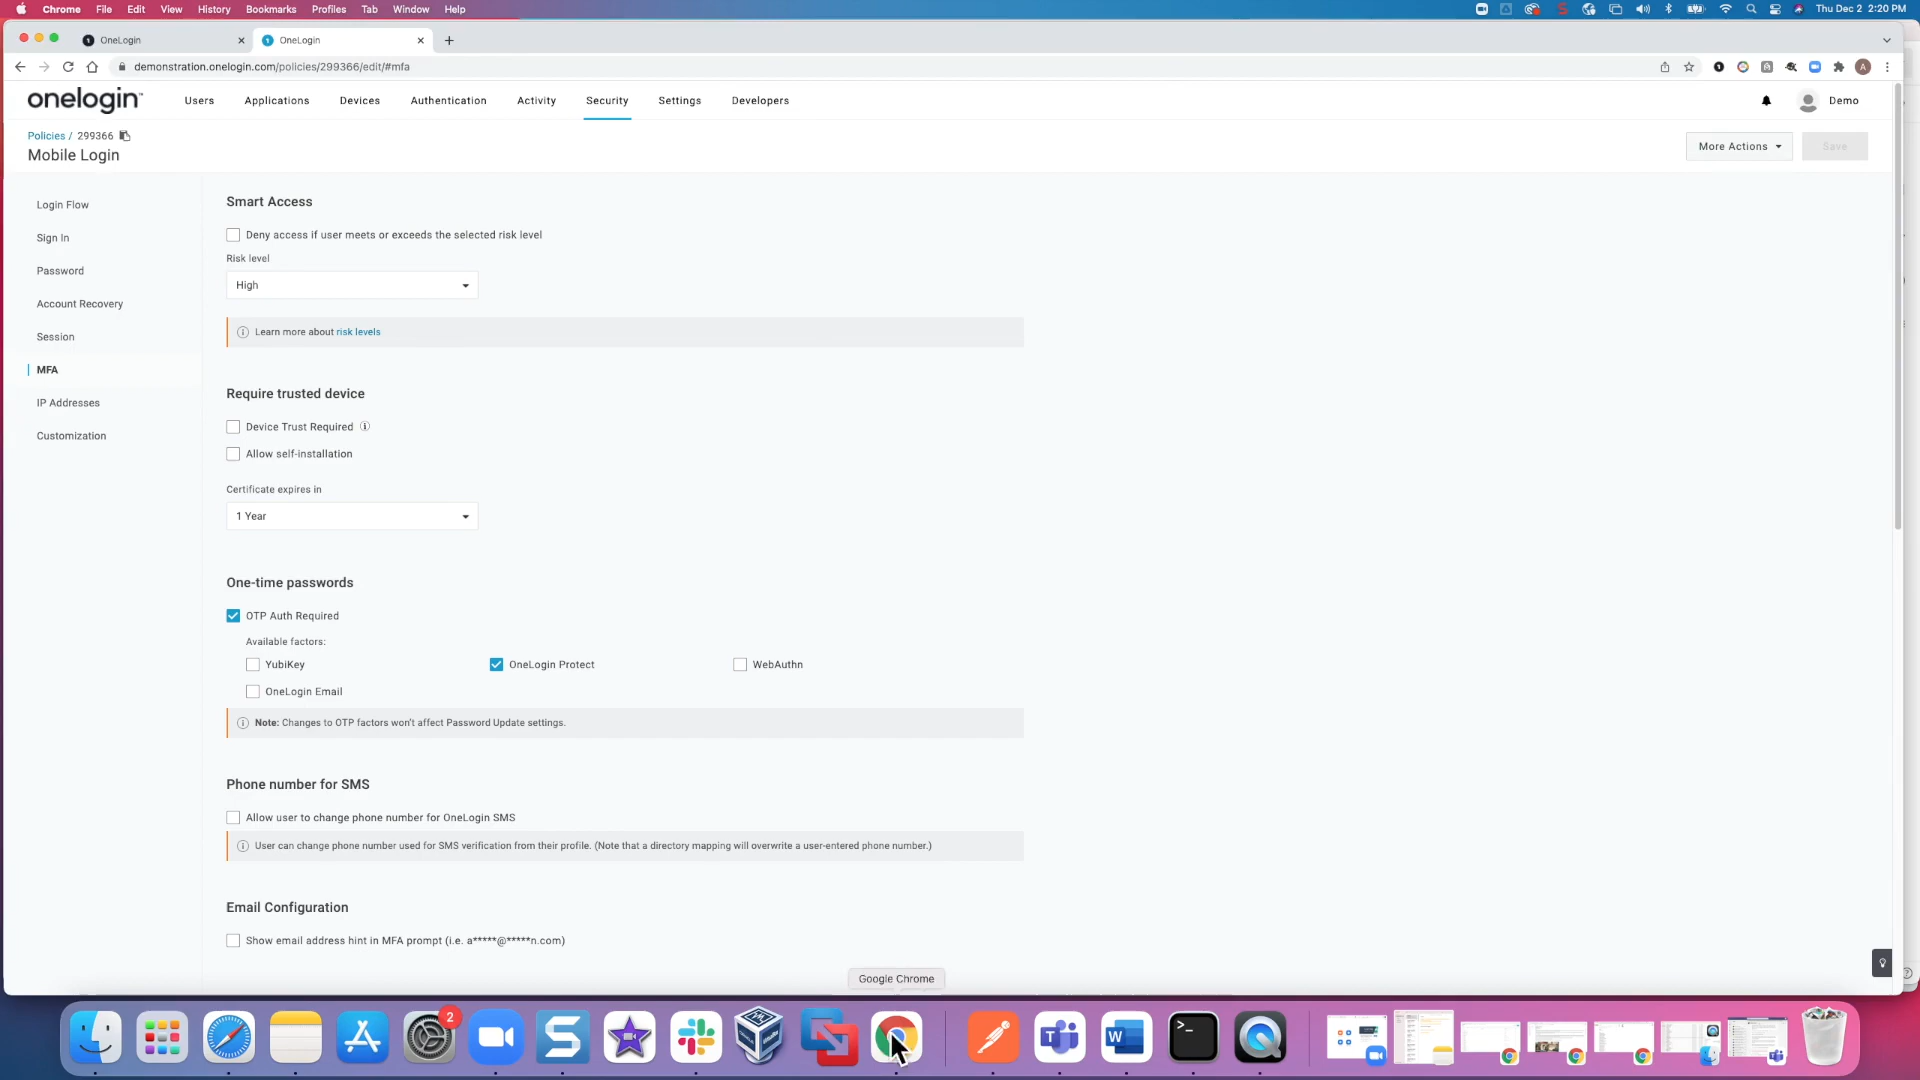 Chrome File Edit View History Bookmarks Profiles Tab Window Help Thu Dec 2 2:20 PM
OneLogin OneLogin
demonstration.onelogin.com/policies/299366/edit/#mfa A
onelogin Users Applications Devices Authentication Activity Security Settings Developers Demo
Policies / 299366
Mobile Login
More Actions Save
Login Flow
Sign In
Password
Account Recovery
Session
MFA
IP Addresses
Customization
Smart Access
Deny access if user meets or exceeds the selected risk level
Risk level
High
Learn more about risk levels
Require trusted device
Device Trust Required
Allow self-installation
Certificate expires in
1 Year
One-time passwords
OTP Auth Required
Available factors:
YubiKey OneLogin Protect WebAuthn
OneLogin Email
Note: Changes to OTP factors won't affect Password Update settings.
Phone number for SMS
Allow user to change phone number for OneLogin SMS
User can change phone number used for SMS verification from their profile. (Note that a directory mapping will overwrite a user-entered phone number.)
Email Configuration
Show email address hint in MFA prompt (i.e. a*****@*****n.com)
Google Chrome
2